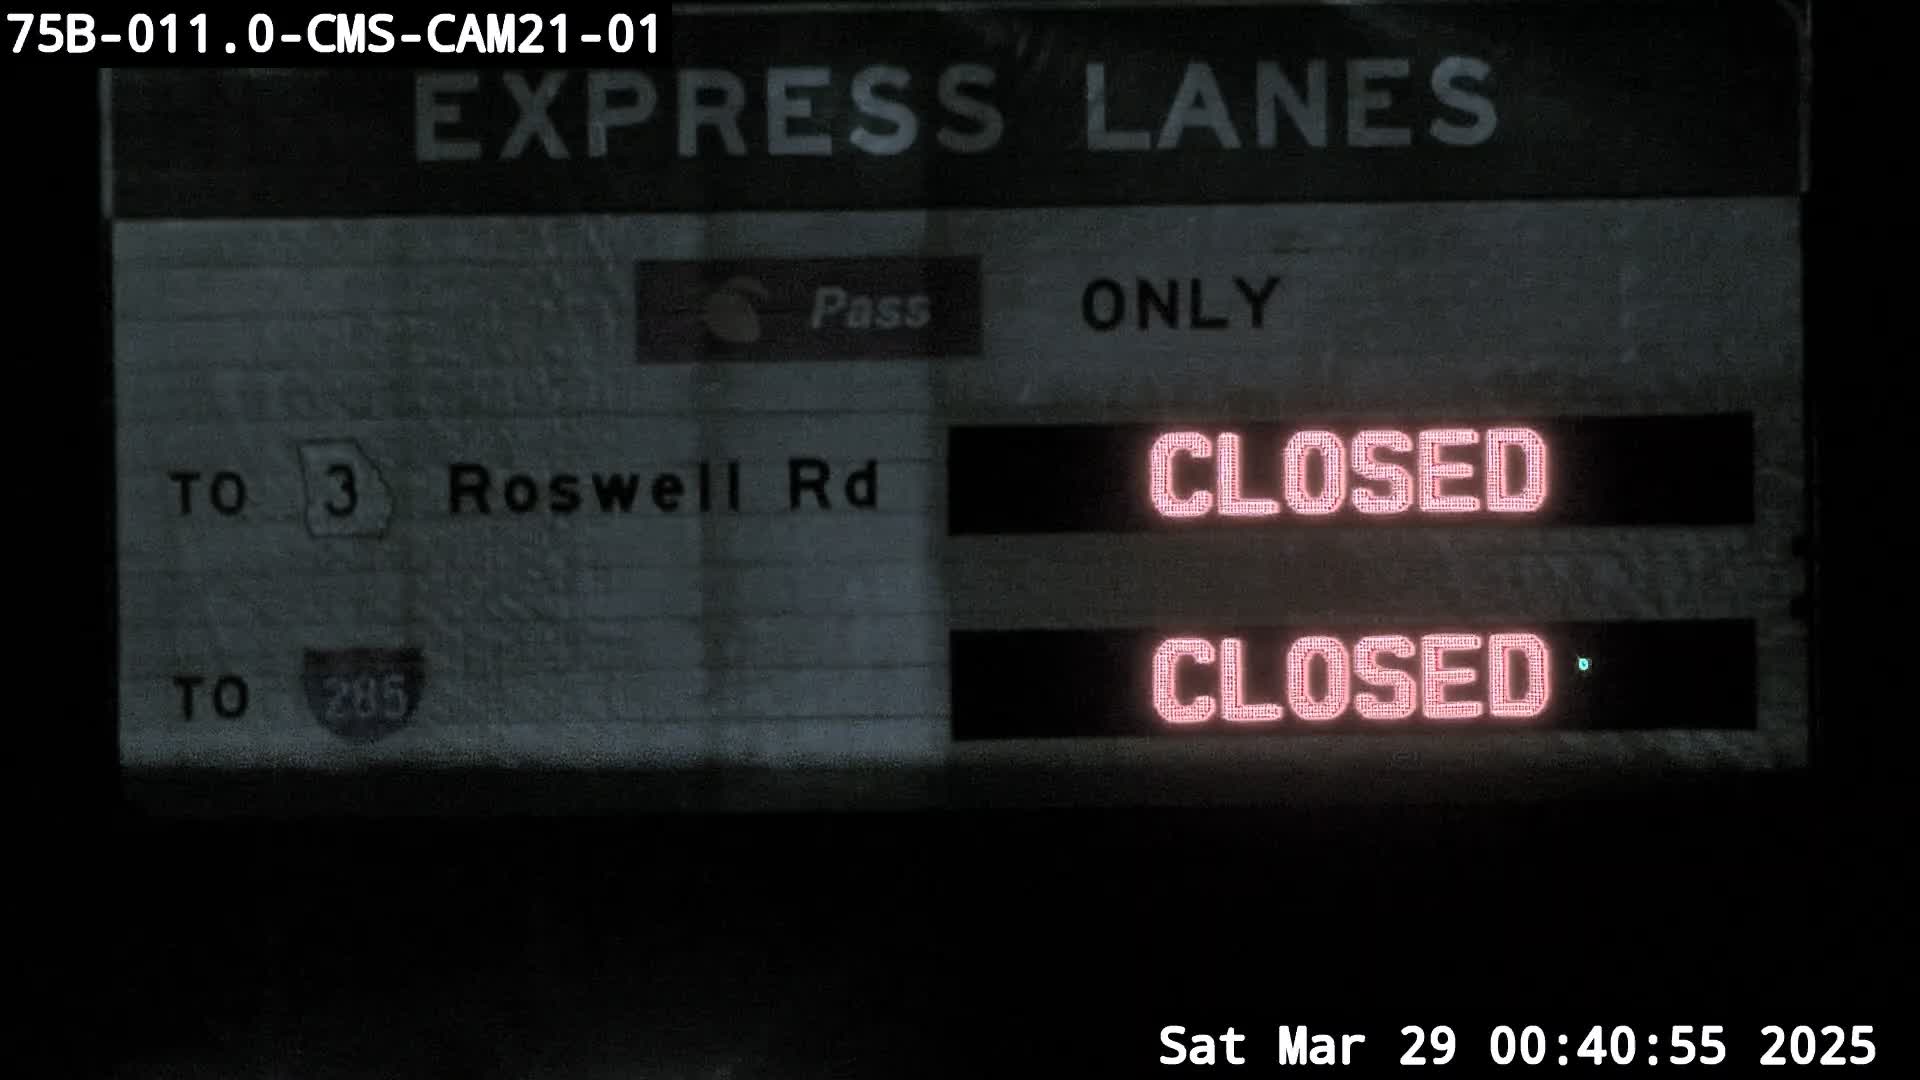 75B-011.0-CMS-CAM21-01
EXPRESS LANES
Pass ONLY
TO 3 Roswell Rd CLOSED
TO 285 CLOSED
Sat Mar 29 00:40:55 2025